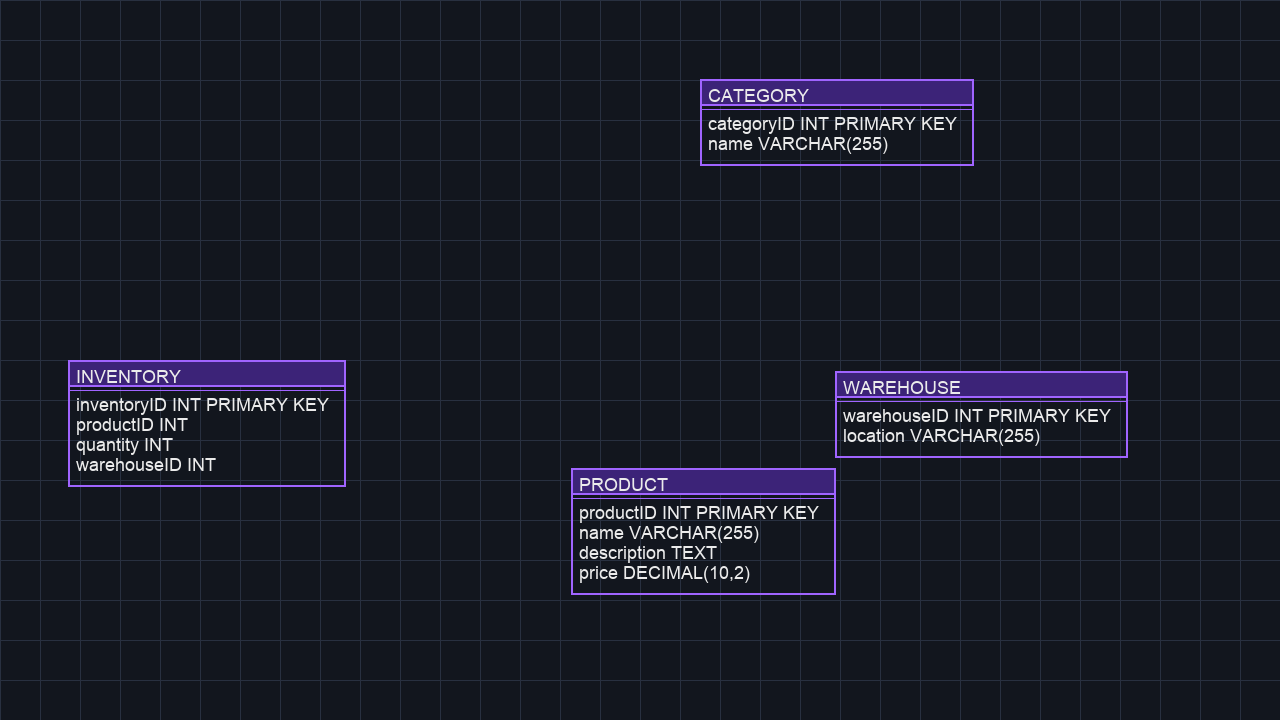 CATEGORY
categoryID INT PRIMARY KEY
name VARCHAR(255)
INVENTORY
inventoryID INT PRIMARY KEY
productID INT
quantity INT
warehouseID INT
WAREHOUSE
warehouseID INT PRIMARY KEY
location VARCHAR(255)
PRODUCT
productID INT PRIMARY KEY
name VARCHAR(255)
description TEXT
price DECIMAL(10,2)